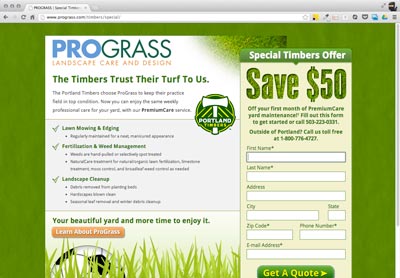 PROGRASS | Special Timbers
www.prograss.com/timbers/special/
PROGRASS
LANDSCAPE CARE AND DESIGN
The Timbers Trust Their Turf To Us.
The Portland Timbers choose ProGrass to keep their practice
field in top condition. Now you can enjoy the same weekly
professional care for your yard, with our PremiumCare service.
PORTLAND
TIMBERS
Lawn Mowing & Edging
Regularly maintained for a neat, manicured appearance
Fertilization & Weed Management
Weeds are hand-pulled or selectively spot treated
NaturalCare treatment for natural organic lawn fertilization, limestone
treatment, moss control, and broadleaf weed control as needed
Landscape Cleanup
Debris removed from planting beds
Hardscapes blown clean
Seasonal leaf removal and winter debris cleanup
Your beautiful yard and more time to enjoy it.
Learn About ProGrass
Special Timbers Offer
Save $50
Off your first month of PremiumCare
yard maintenance! Fill out this form
to get started or call 503-223-0331.
Outside of Portland? Call us toll free
at 1-800-776-4727.
First Name*
Last Name*
Address
City State
Zip Code* Phone Number*
E-mail Address*
Get A Quote